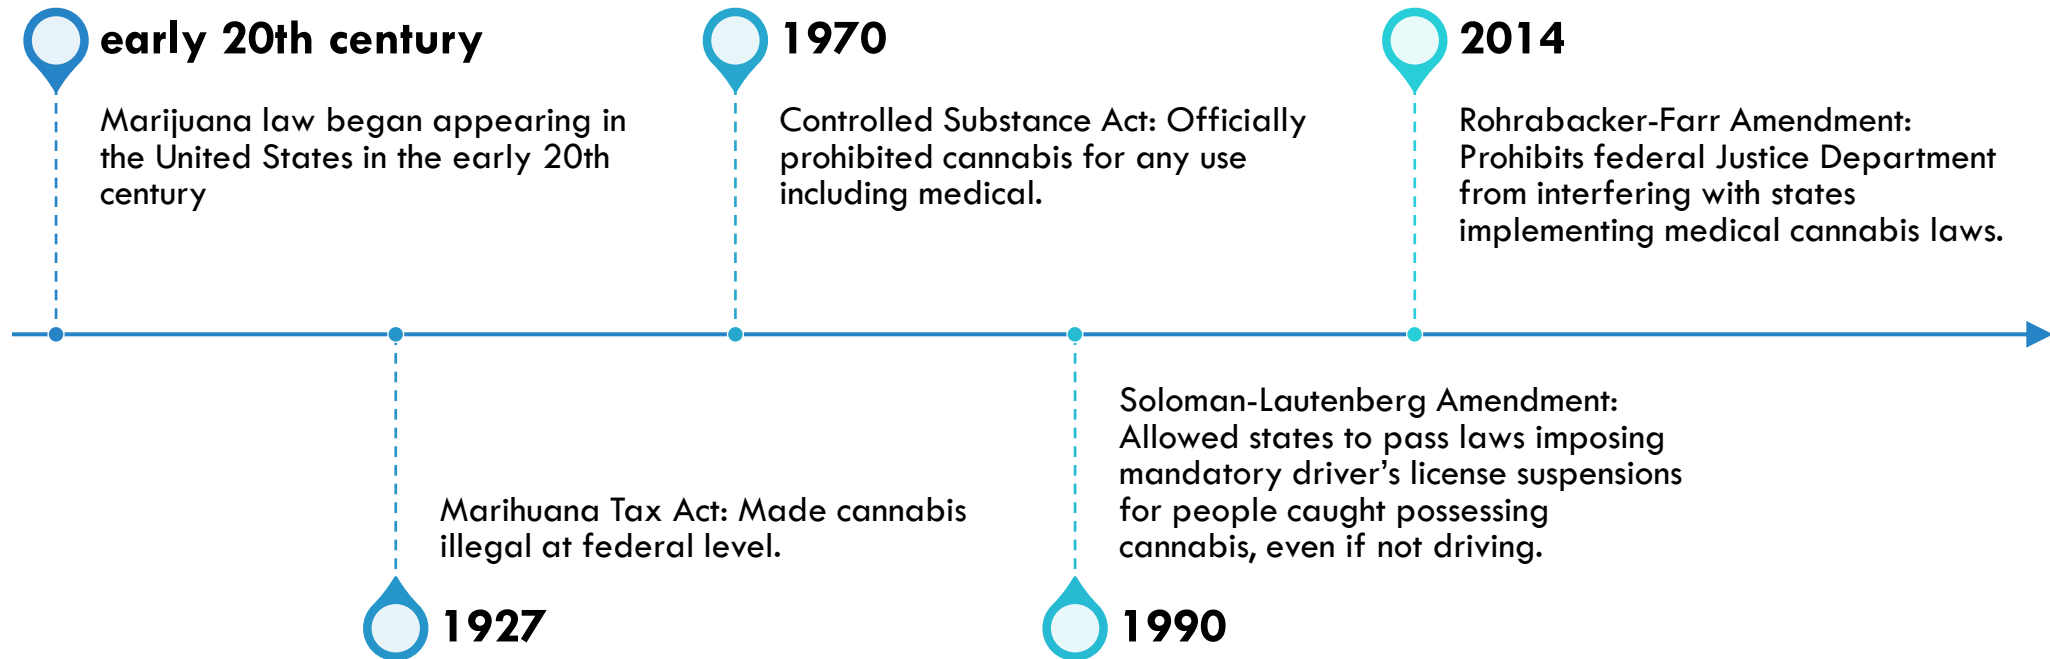 early 20th century
Marijuana law began appearing in
the United States in the early 20th
century
Marihuana Tax Act: Made cannabis
illegal at federal level.
1927
1970
Controlled Substance Act: Officially
prohibited cannabis for any use
including medical.
Soloman-Lautenberg Amendment:
Allowed states to pass laws imposing
mandatory driver’s license suspensions
for people caught possessing
cannabis, even if not driving.
1990
2014
Rohrabacker-Farr Amendment:
Prohibits federal Justice Department
from interfering with states
implementing medical cannabis laws.